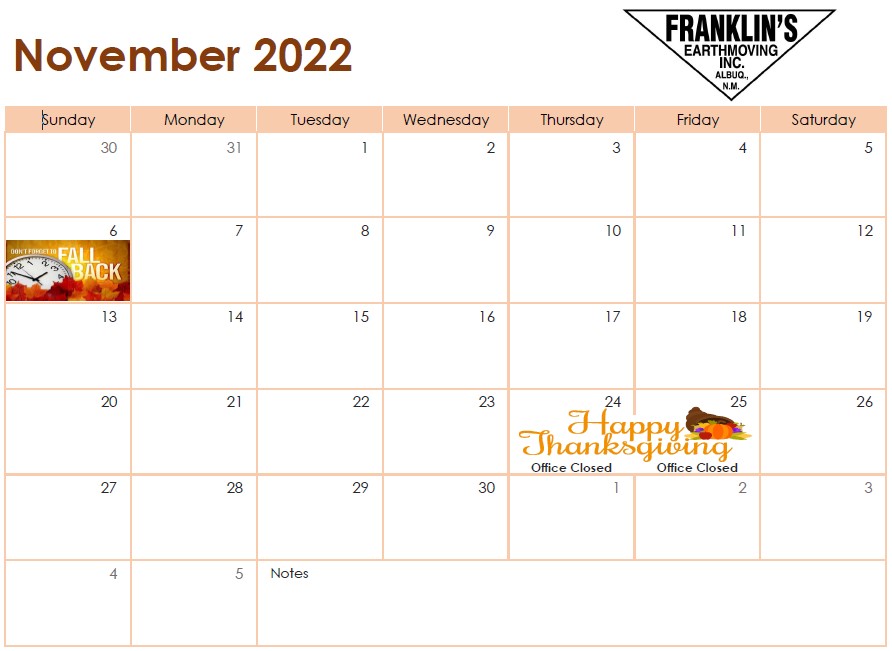 November 2022
FRANKLIN'S
EARTHMOVING
INC.
ALBUQ.,
N.M.
Sunday Monday Tuesday Wednesday Thursday Friday Saturday
30 31 1 2 3 4 5
6 7 8 9 10 11 12
DON'T FORGET TO
FALL
BACK
13 14 15 16 17 18 19
20 21 22 23 24 25 26
Happy
Thanksgiving
Office Closed Office Closed
27 28 29 30 1 2 3
4 5 Notes